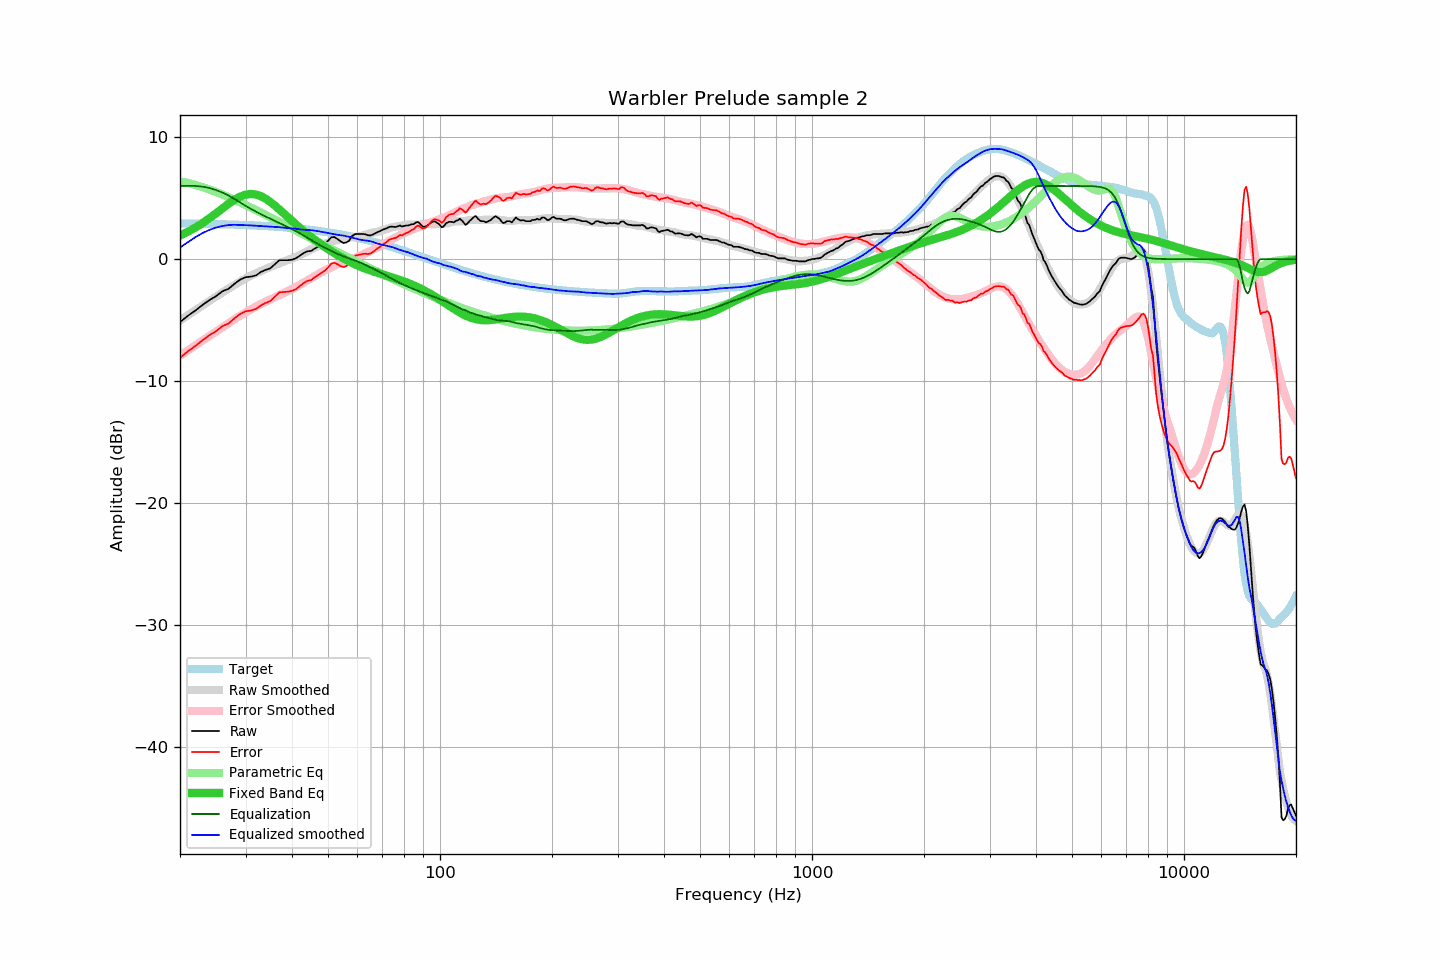 Warbler Prelude sample 2
10
0
−10
−20
−30
−40
Amplitude (dBr)
Target
Raw Smoothed
Error Smoothed
Raw
Error
Parametric Eq
Fixed Band Eq
Equalization
Equalized smoothed
100
1000
10000
Frequency (Hz)